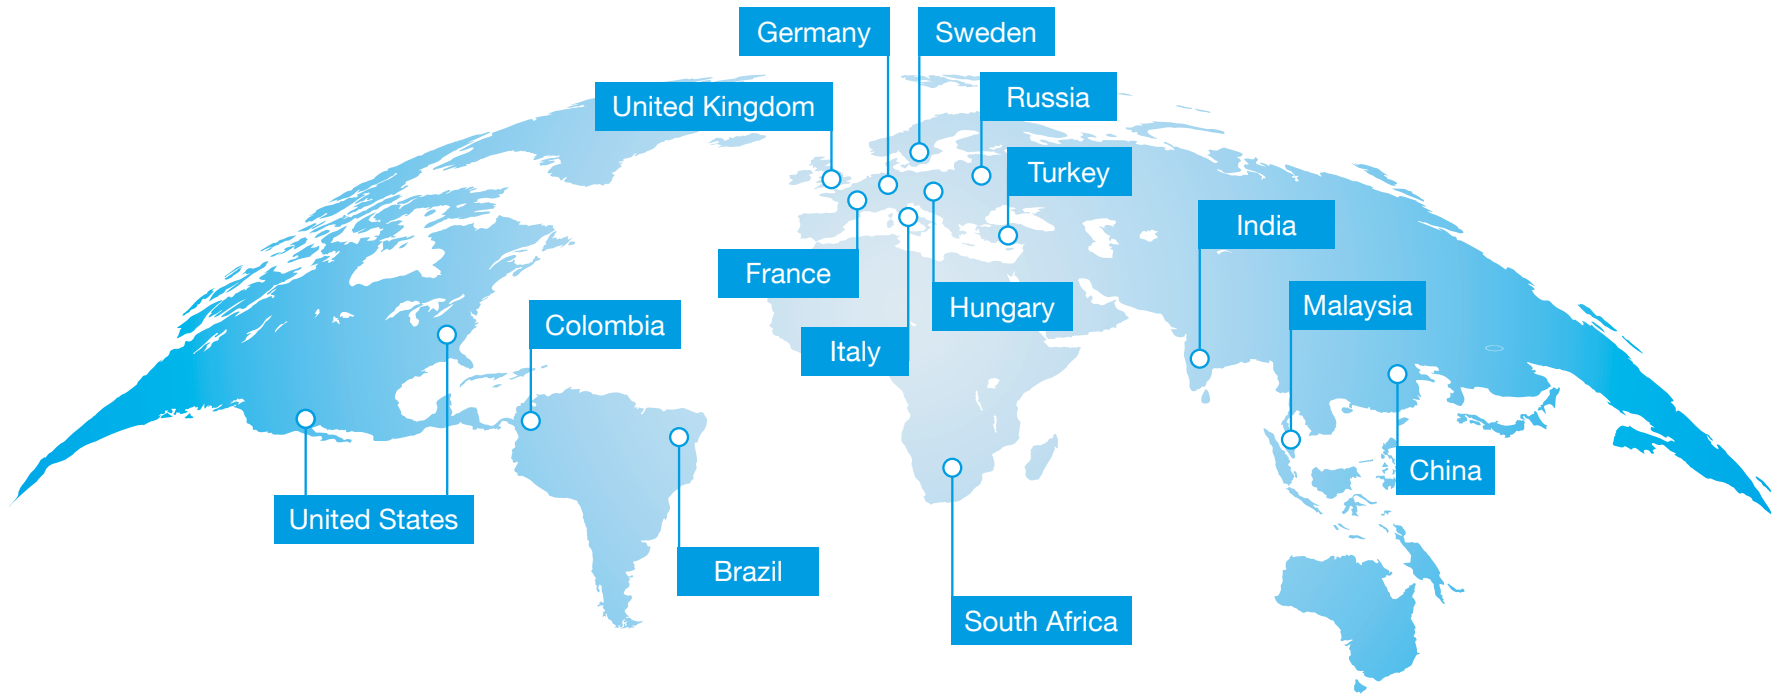 Germany
Sweden
United Kingdom
Russia
Turkey
India
France
Hungary
Malaysia
Colombia
Italy
China
United States
Brazil
South Africa